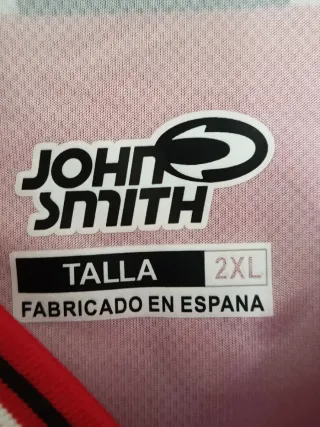 JOHN
SMITH
TALLA 2XL
FABRICADO EN ESPANA